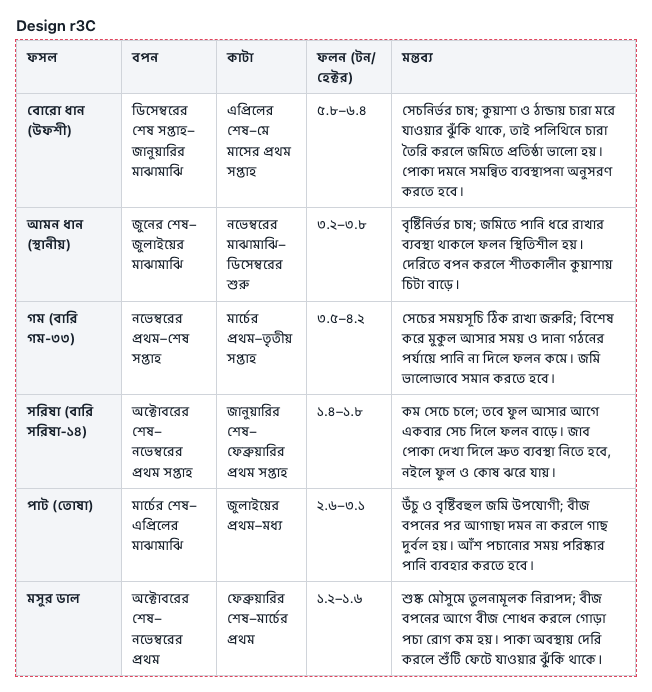 Design r3C
ফসল
বপন
কাটা
ফলন (টন/
হেক্টর)
মন্তব্য
বোরো ধান
(উফশী)
ডিসেম্বরের
শেষ সপ্তাহ–
জানুয়ারির
মাঝামাঝি
এপ্রিলের
শেষ–মে
মাসের প্রথম
সপ্তাহ
৫.৮–৬.৪
সেচনির্ভর চাষ; কুয়াশা ও ঠান্ডায় চারা মরে
যাওয়ার ঝুঁকি থাকে, তাই পলিথিনে চারা
তৈরি করলে জমিতে প্রতিষ্ঠা ভালো হয়।
পোকা দমনে সমন্বিত ব্যবস্থাপনা অনুসরণ
করতে হবে।
আমন ধান
(স্থানীয়)
জুনের শেষ–
জুলাইয়ের
মাঝামাঝি
নভেম্বরের
মাঝামাঝি–
ডিসেম্বরের
শুরু
৩.২–৩.৮
বৃষ্টিনির্ভর চাষ; জমিতে পানি ধরে রাখার
ব্যবস্থা থাকলে ফলন স্থিতিশীল হয়।
দেরিতে বপন করলে শীতকালীন কুয়াশায়
চিটা বাড়ে।
গম (বারি
গম-৩৩)
নভেম্বরের
প্রথম–শেষ
সপ্তাহ
মার্চের
প্রথম–তৃতীয়
সপ্তাহ
৩.৫–৪.২
সেচের সময়সূচি ঠিক রাখা জরুরি; বিশেষ
করে মুকুল আসার সময় ও দানা গঠনের
পর্যায়ে পানি না দিলে ফলন কমে। জমি
ভালোভাবে সমান করতে হবে।
সরিষা (বারি
সরিষা-১৪)
অক্টোবরের
শেষ–
নভেম্বরের
প্রথম সপ্তাহ
জানুয়ারির
শেষ–
ফেব্রুয়ারির
প্রথম সপ্তাহ
১.৪–১.৮
কম সেচে চলে; তবে ফুল আসার আগে
একবার সেচ দিলে ফলন বাড়ে। জাব
পোকা দেখা দিলে দ্রুত ব্যবস্থা নিতে হবে,
নইলে ফুল ও কোষ ঝরে যায়।
পাট (তোষা)
মার্চের শেষ–
এপ্রিলের
মাঝামাঝি
জুলাইয়ের
প্রথম–মধ্য
২.৬–৩.১
উঁচু ও বৃষ্টিবহুল জমি উপযোগী; বীজ
বপনের পর আগাছা দমন না করলে গাছ
দুর্বল হয়। আঁশ পচানোর সময় পরিষ্কার
পানি ব্যবহার করতে হবে।
মসুর ডাল
অক্টোবরের
শেষ–
নভেম্বরের
প্রথম
ফেব্রুয়ারির
শেষ–মার্চের
প্রথম
১.২–১.৬
শুষ্ক মৌসুমে তুলনামূলক নিরাপদ; বীজ
বপনের আগে বীজ শোধন করলে গোড়া
পচা রোগ কম হয়। পাকা অবস্থায় দেরি
করলে শুঁটি ফেটে যাওয়ার ঝুঁকি থাকে।